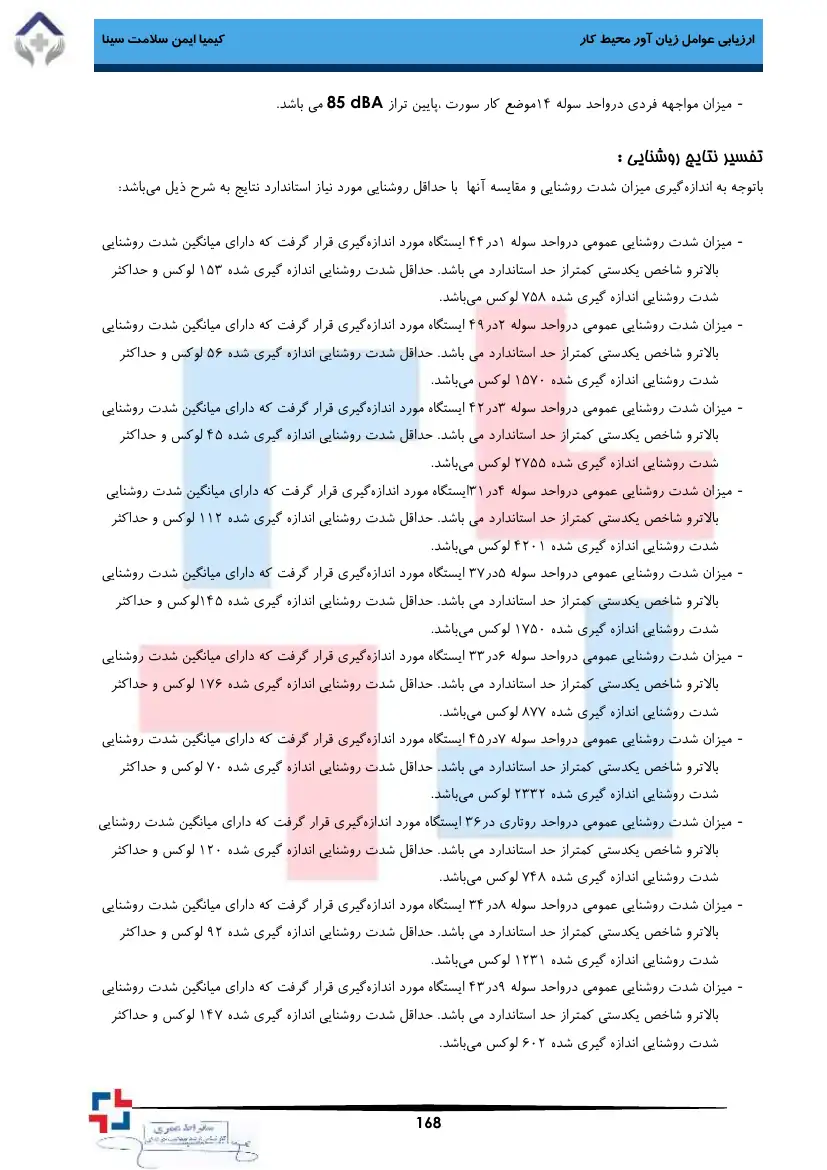 ارزیابی عوامل زیان آور محیط کار
کیمیا ایمن سلامت سینا
- میزان مواجهه فردی درواحد سوله ۱۴موضع کار سورت ،پایین تراز 85 dBA می باشد.
تفسیر نتایج روشنایی :
باتوجه به اندازه‌گیری میزان شدت روشنایی و مقایسه آنها با حداقل روشنایی مورد نیاز استاندارد نتایج به شرح ذیل می‌باشد:
- میزان شدت روشنایی عمومی درواحد سوله ۱در۴۴ ایستگاه مورد اندازه‌گیری قرار گرفت که دارای میانگین شدت روشنایی
بالاترو شاخص یکدستی کمتراز حد استاندارد می باشد. حداقل شدت روشنایی اندازه گیری شده ۱۵۳ لوکس و حداکثر
شدت روشنایی اندازه گیری شده ۷۵۸ لوکس می‌باشد.
- میزان شدت روشنایی عمومی درواحد سوله ۲در۴۹ ایستگاه مورد اندازه‌گیری قرار گرفت که دارای میانگین شدت روشنایی
بالاترو شاخص یکدستی کمتراز حد استاندارد می باشد. حداقل شدت روشنایی اندازه گیری شده ۵۶ لوکس و حداکثر
شدت روشنایی اندازه گیری شده ۱۵۷۰ لوکس می‌باشد.
- میزان شدت روشنایی عمومی درواحد سوله ۳در۴۲ ایستگاه مورد اندازه‌گیری قرار گرفت که دارای میانگین شدت روشنایی
بالاترو شاخص یکدستی کمتراز حد استاندارد می باشد. حداقل شدت روشنایی اندازه گیری شده ۴۵ لوکس و حداکثر
شدت روشنایی اندازه گیری شده ۲۷۵۵ لوکس می‌باشد.
- میزان شدت روشنایی عمومی درواحد سوله ۴در۳۱ایستگاه مورد اندازه‌گیری قرار گرفت که دارای میانگین شدت روشنایی
بالاترو شاخص یکدستی کمتراز حد استاندارد می باشد. حداقل شدت روشنایی اندازه گیری شده ۱۱۲ لوکس و حداکثر
شدت روشنایی اندازه گیری شده ۴۲۰۱ لوکس می‌باشد.
- میزان شدت روشنایی عمومی درواحد سوله ۵در۳۷ ایستگاه مورد اندازه‌گیری قرار گرفت که دارای میانگین شدت روشنایی
بالاترو شاخص یکدستی کمتراز حد استاندارد می باشد. حداقل شدت روشنایی اندازه گیری شده ۱۴۵لوکس و حداکثر
شدت روشنایی اندازه گیری شده ۱۷۵۰ لوکس می‌باشد.
- میزان شدت روشنایی عمومی درواحد سوله ۶در۳۳ ایستگاه مورد اندازه‌گیری قرار گرفت که دارای میانگین شدت روشنایی
بالاترو شاخص یکدستی کمتراز حد استاندارد می باشد. حداقل شدت روشنایی اندازه گیری شده ۱۷۶ لوکس و حداکثر
شدت روشنایی اندازه گیری شده ۸۷۷ لوکس می‌باشد.
- میزان شدت روشنایی عمومی درواحد سوله ۷در۴۵ ایستگاه مورد اندازه‌گیری قرار گرفت که دارای میانگین شدت روشنایی
بالاترو شاخص یکدستی کمتراز حد استاندارد می باشد. حداقل شدت روشنایی اندازه گیری شده ۷۰ لوکس و حداکثر
شدت روشنایی اندازه گیری شده ۲۳۳۲ لوکس می‌باشد.
- میزان شدت روشنایی عمومی درواحد روتاری در۳۶ ایستگاه مورد اندازه‌گیری قرار گرفت که دارای میانگین شدت روشنایی
بالاترو شاخص یکدستی کمتراز حد استاندارد می باشد. حداقل شدت روشنایی اندازه گیری شده ۱۲۰ لوکس و حداکثر
شدت روشنایی اندازه گیری شده ۷۴۸ لوکس می‌باشد.
- میزان شدت روشنایی عمومی درواحد سوله ۸در۳۴ ایستگاه مورد اندازه‌گیری قرار گرفت که دارای میانگین شدت روشنایی
بالاترو شاخص یکدستی کمتراز حد استاندارد می باشد. حداقل شدت روشنایی اندازه گیری شده ۹۲ لوکس و حداکثر
شدت روشنایی اندازه گیری شده ۱۲۳۱ لوکس می‌باشد.
- میزان شدت روشنایی عمومی درواحد سوله ۹در۴۳ ایستگاه مورد اندازه‌گیری قرار گرفت که دارای میانگین شدت روشنایی
بالاترو شاخص یکدستی کمتراز حد استاندارد می باشد. حداقل شدت روشنایی اندازه گیری شده ۱۴۷ لوکس و حداکثر
شدت روشنایی اندازه گیری شده ۶۰۲ لوکس می‌باشد.
168